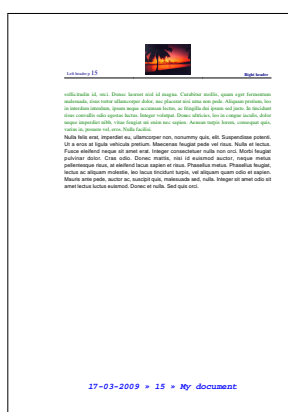 Left header p 15
Right header
sollicitudin id, orci. Donec laoreet nisl id magna. Curabitur mollis, quam eget fermentum
malesuada, risus tortor ullamcorper dolor, nec placerat nisi urna non pede. Aliquam pretium, leo
in interdum interdum, ipsum neque accumsan lectus, ac fringilla dui ipsum sed justo. In tincidunt
risus convallis odio egestas luctus. Integer volutpat. Donec ultricies, leo in congue iaculis, dolor
neque imperdiet nibh, vitae feugiat mi enim nec sapien. Aenean turpis lorem, consequat quis,
varius in, posuere vel, eros. Nulla facilisi.
Nulla felis erat, imperdiet eu, ullamcorper non, nonummy quis, elit. Suspendisse potenti.
Ut a eros at ligula vehicula pretium. Maecenas feugiat pede vel risus. Nulla et lectus.
Fusce eleifend neque sit amet erat. Integer consectetuer nulla non orci. Morbi feugiat
pulvinar dolor. Cras odio. Donec mattis, nisi id euismod auctor, neque metus
pellentesque risus, at eleifend lacus sapien et risus. Phasellus metus. Phasellus feugiat,
lectus ac aliquam molestie, leo lacus tincidunt turpis, vel aliquam quam odio et sapien.
Mauris ante pede, auctor ac, suscipit quis, malesuada sed, nulla. Integer sit amet odio sit
amet lectus luctus euismod. Donec et nulla. Sed quis orci.
17-03-2009 » 15 » My document